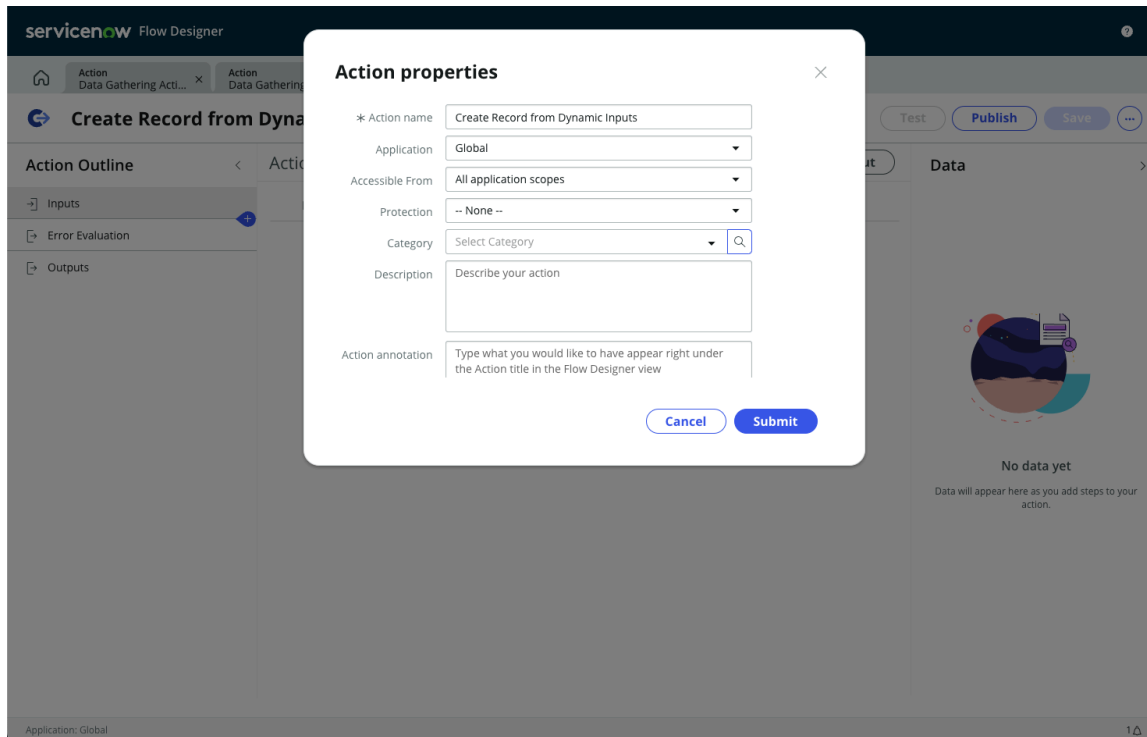 servicenow Flow Designer
Action
Data Gathering Acti...
Action
Data Gathering
Create Record from Dyna
Test
Publish
Save
Action Outline
Actio
ut
Data
Inputs
Error Evaluation
Outputs
Action properties
* Action name
Create Record from Dynamic Inputs
Application
Global
Accessible From
All application scopes
Protection
-- None --
Category
Select Category
Description
Describe your action
Action annotation
Type what you would like to have appear right under
the Action title in the Flow Designer view
Cancel
Submit
No data yet
Data will appear here as you add steps to your
action.
Application: Global
1